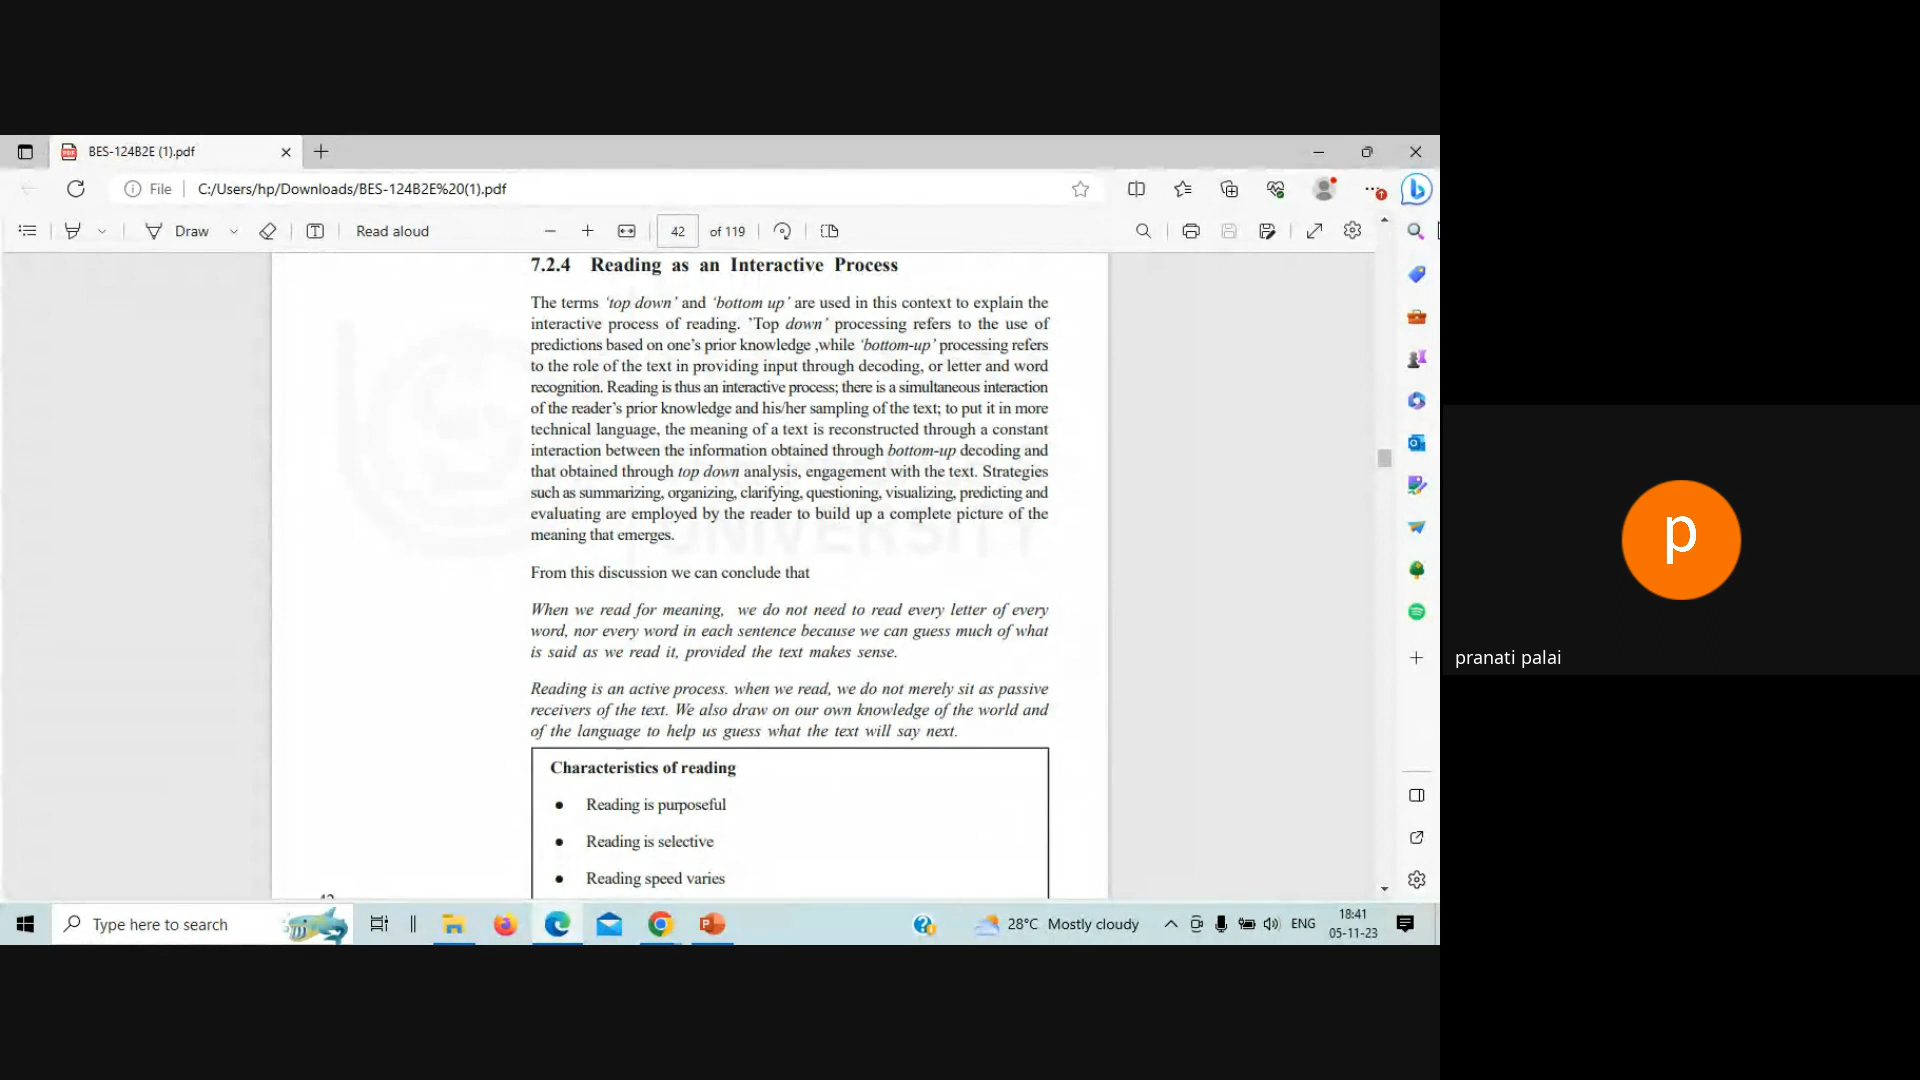 BES-124B2E (1).pdf
File C:/Users/hp/Downloads/BES-124B2E%20(1).pdf
Draw Read aloud 42 of 119
7.2.4 Reading as an Interactive Process
The terms ‘top down’ and ‘bottom up’ are used in this context to explain the
interactive process of reading. ’Top down’ processing refers to the use of
predictions based on one’s prior knowledge ,while ‘bottom-up’ processing refers
to the role of the text in providing input through decoding, or letter and word
recognition. Reading is thus an interactive process; there is a simultaneous interaction
of the reader’s prior knowledge and his/her sampling of the text; to put it in more
technical language, the meaning of a text is reconstructed through a constant
interaction between the information obtained through bottom-up decoding and
that obtained through top down analysis, engagement with the text. Strategies
such as summarizing, organizing, clarifying, questioning, visualizing, predicting and
evaluating are employed by the reader to build up a complete picture of the
meaning that emerges.
UNIVERSITY
From this discussion we can conclude that
When we read for meaning, we do not need to read every letter of every
word, nor every word in each sentence because we can guess much of what
is said as we read it, provided the text makes sense.
Reading is an active process. when we read, we do not merely sit as passive
receivers of the text. We also draw on our own knowledge of the world and
of the language to help us guess what the text will say next.
Characteristics of reading
● Reading is purposeful
● Reading is selective
● Reading speed varies
p
pranati palai
Type here to search
28°C Mostly cloudy
ENG
18:41
05-11-23